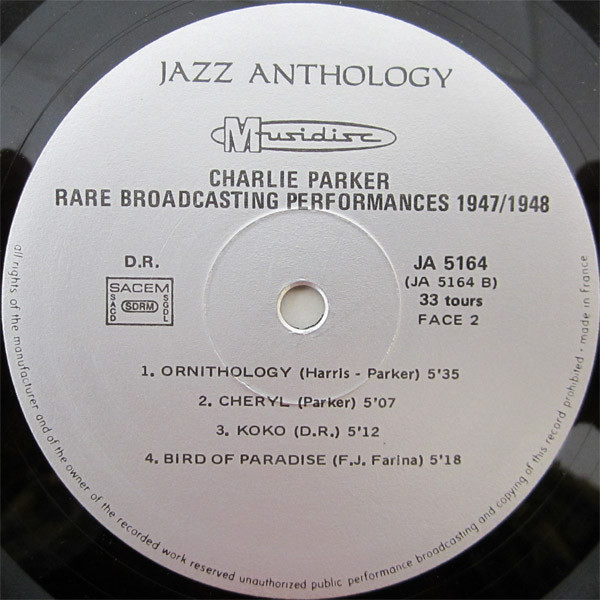 JAZZ ANTHOLOGY
Musidisc
CHARLIE PARKER
RARE BROADCASTING PERFORMANCES 1947/1948
D.R.
SACEM
SACD
SDRM
SGDL
JA 5164
(JA 5164 B)
33 tours
FACE 2
1. ORNITHOLOGY (Harris - Parker) 5'35
2. CHERYL (Parker) 5'07
3. KOKO (D.R.) 5'12
4. BIRD OF PARADISE (F.J. Farina) 5'18
all rights of the manufacturer and of the owner of the recorded work reserved unauthorized public performance broadcasting and copying of this record prohibited - made in France